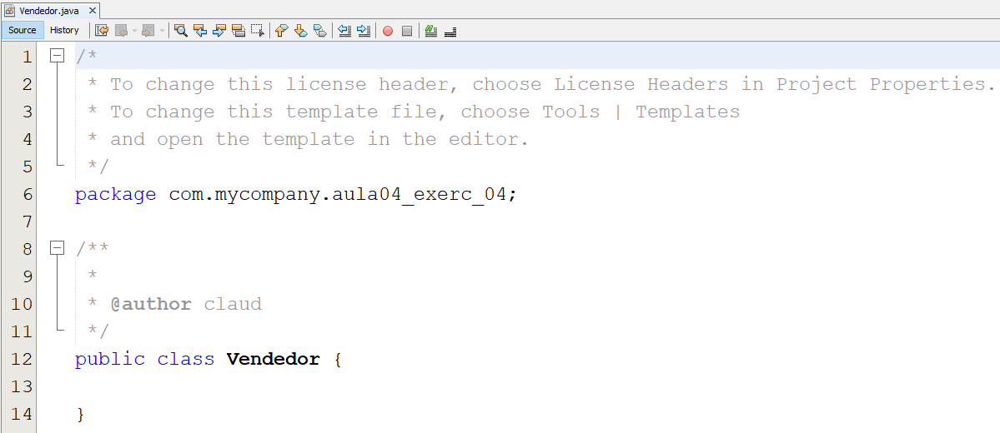 Vendedor.java
Source History
1 /*
2 * To change this license header, choose License Headers in Project Properties.
3 * To change this template file, choose Tools | Templates
4 * and open the template in the editor.
5 */
6 package com.mycompany.aula04_exerc_04;
7
8 /**
9 *
10 * @author claud
11 */
12 public class Vendedor {
13
14 }